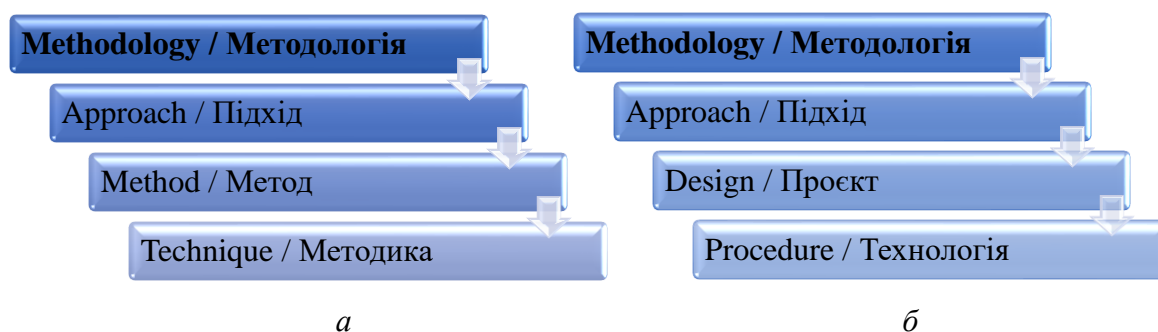 Methodology / Методологія
Approach / Підхід
Method / Метод
Technique / Методика
а
Methodology / Методологія
Approach / Підхід
Design / Проєкт
Procedure / Технологія
б